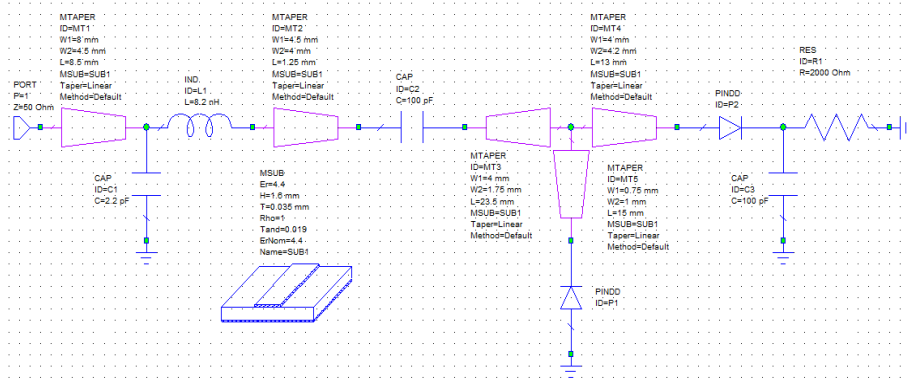 MTAPER
ID=MT1
W1=8 mm
W2=4.5 mm
L=8.5 mm
MSUB=SUB1
Taper=Linear
Method=Default
MTAPER
ID=MT2
W1=4.5 mm
W2=4 mm
L=1.25 mm
MSUB=SUB1
Taper=Linear
Method=Default
MTAPER
ID=MT4
W1=4 mm
W2=4.2 mm
L=13 mm
MSUB=SUB1
Taper=Linear
Method=Default
RES
ID=R1
R=2000 Ohm
PORT
P=1
Z=50 Ohm
IND
ID=L1
L=8.2 nH
CAP
ID=C2
C=100 pF
PINDD
ID=P2
CAP
ID=C1
C=2.2 pF
MSUB
Er=4.4
H=1.6 mm
T=0.035 mm
Rho=1
Tand=0.019
ErNom=4.4
Name=SUB1
MTAPER
ID=MT3
W1=4 mm
W2=1.75 mm
L=23.5 mm
MSUB=SUB1
Taper=Linear
Method=Default
MTAPER
ID=MT5
W1=0.75 mm
W2=1 mm
L=15 mm
MSUB=SUB1
Taper=Linear
Method=Default
CAP
ID=C3
C=100 pF
PINDD
ID=P1